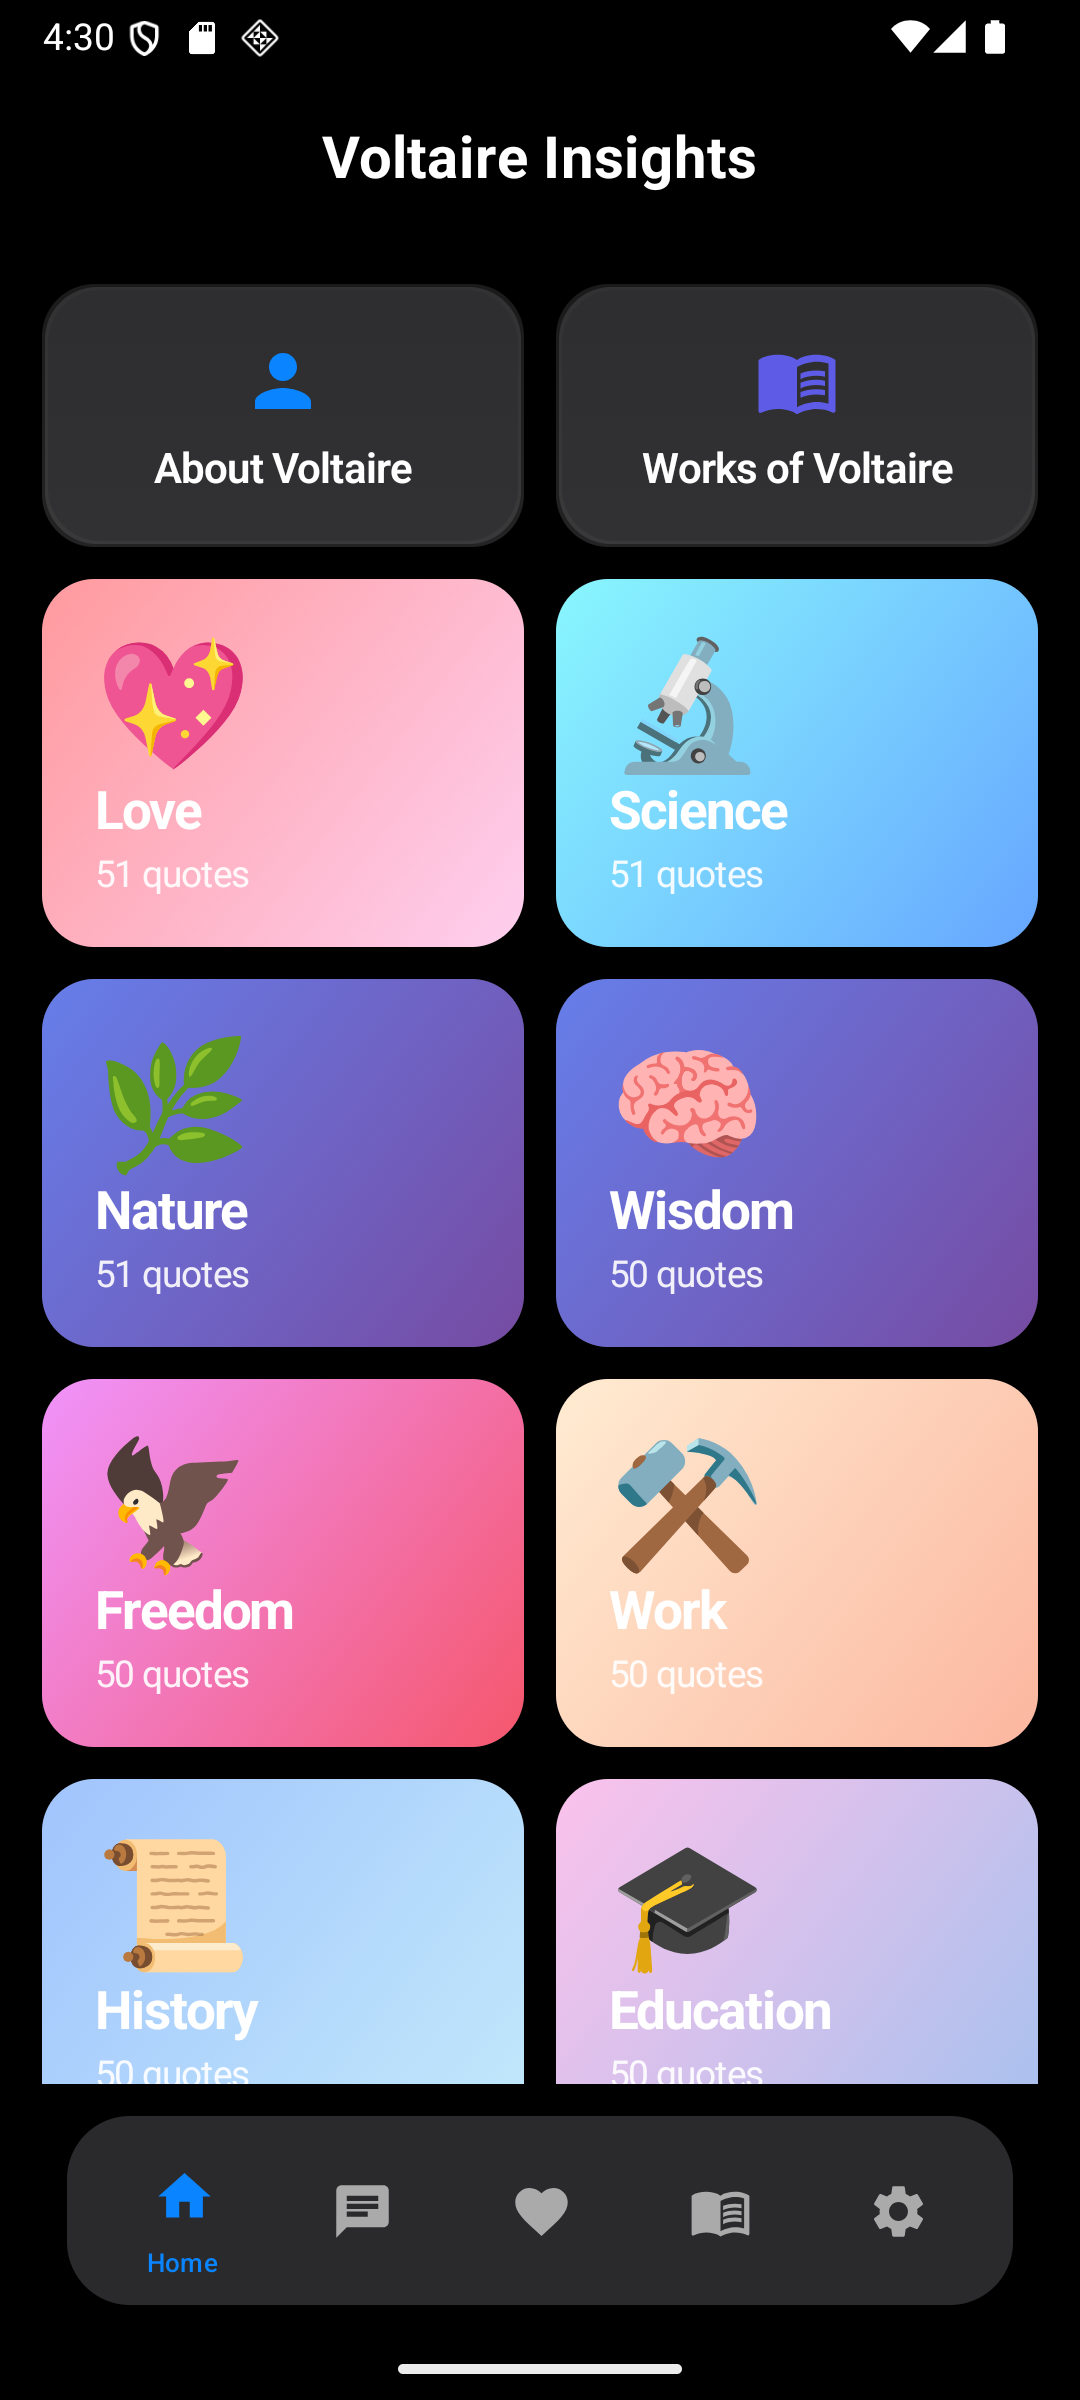 4:30
Voltaire Insights
About Voltaire
Works of Voltaire
Love
51 quotes
Science
51 quotes
Nature
51 quotes
Wisdom
50 quotes
Freedom
50 quotes
Work
50 quotes
History
50 quotes
Education
50 quotes
Home